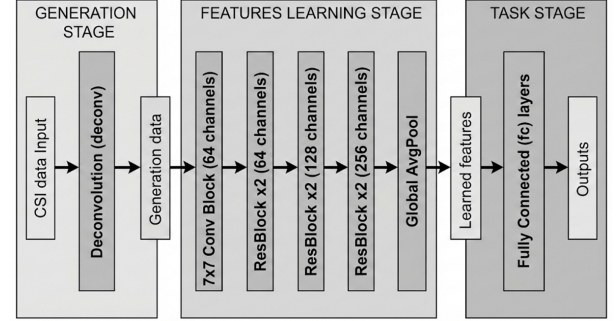 GENERATION
STAGE
CSI data Input
Deconvolution (deconv)
Generation data
FEATURES LEARNING STAGE
7x7 Conv Block (64 channels)
ResBlock x2 (64 channels)
ResBlock x2 (128 channels)
ResBlock x2 (256 channels)
Global AvgPool
Learned features
TASK STAGE
Fully Connected (fc) layers
Outputs